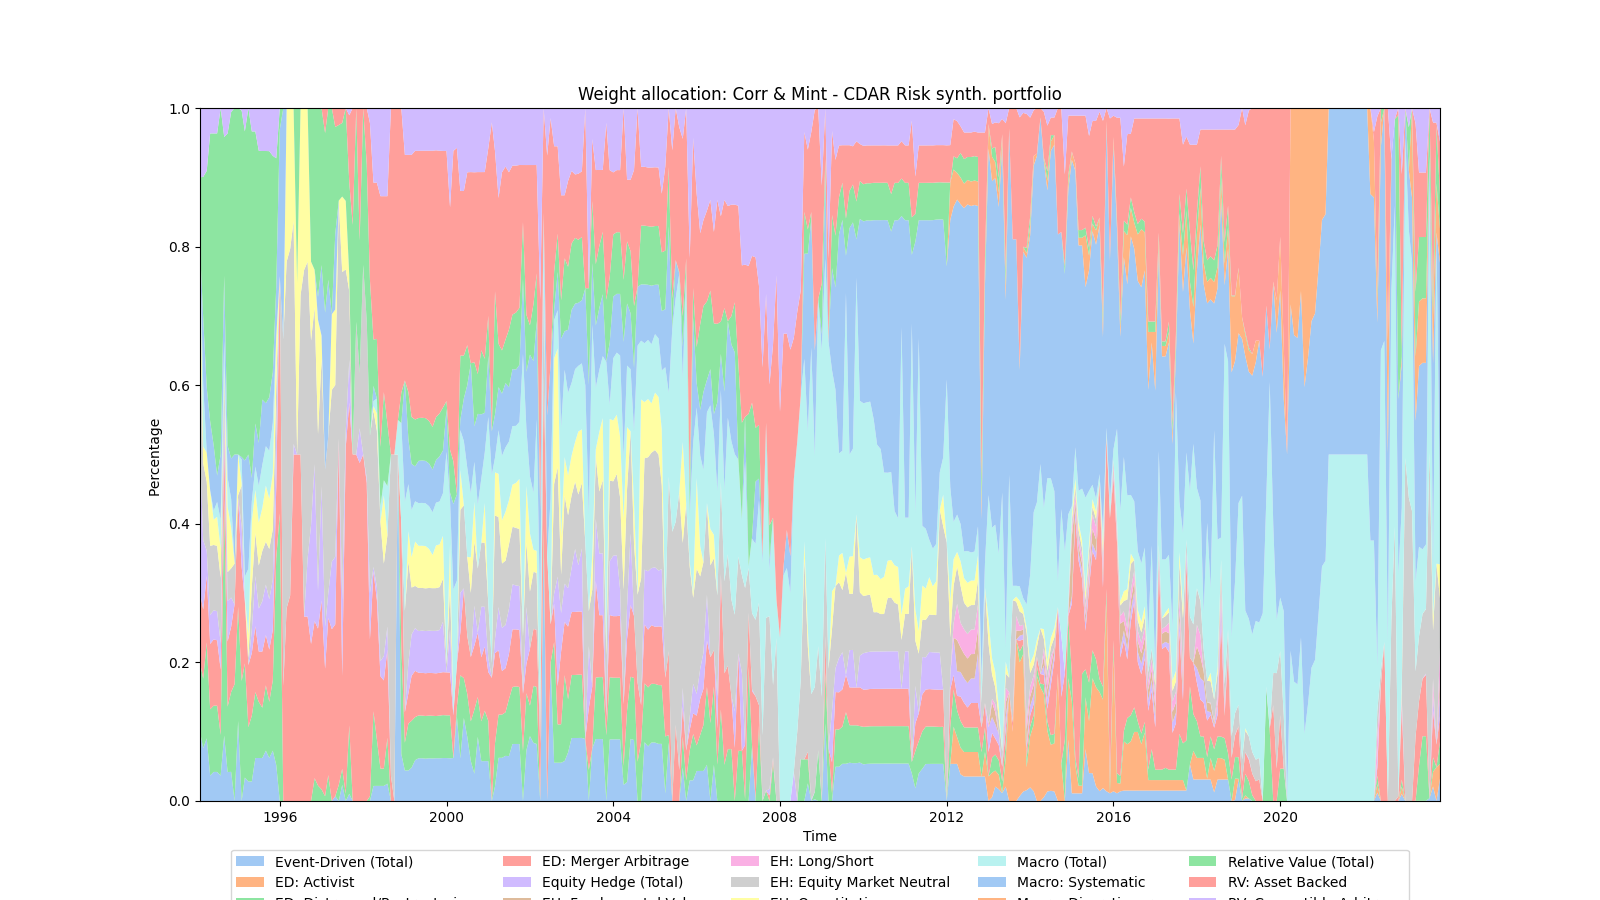 Weight allocation: Corr & Mint - CDAR Risk synth. portfolio
1.0
0.8
0.6
0.4
0.2
0.0
Percentage
1996 2000 2004 2008 2012 2016 2020
Time
Event-Driven (Total) ED: Merger Arbitrage EH: Long/Short Macro (Total) Relative Value (Total)
ED: Activist Equity Hedge (Total) EH: Equity Market Neutral Macro: Systematic RV: Asset Backed